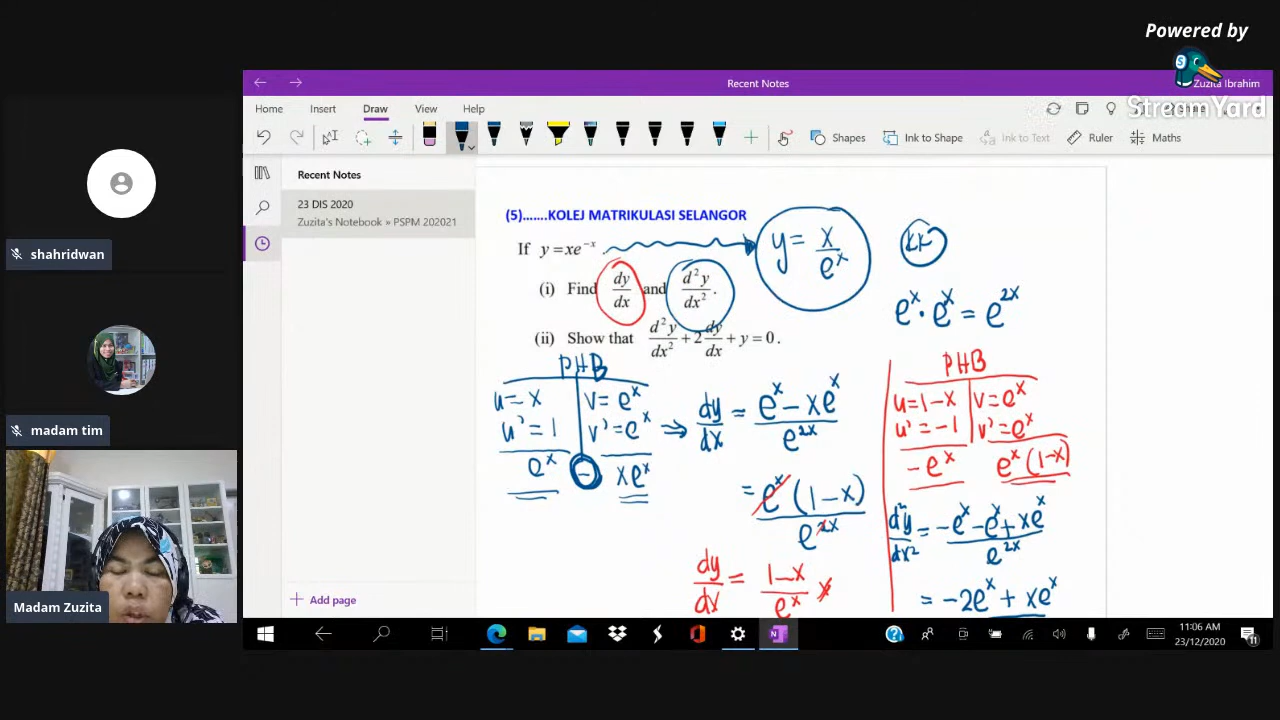 Powered by
StreamYard
Recent Notes
Zuzita Ibrahim
Home Insert Draw View Help
Shapes Ink to Shape Ink to Text Ruler Maths
Recent Notes
23 DIS 2020
Zuzita's Notebook » PSPM 202021
Add page
shahridwan
madam tim
Madam Zuzita
(5).......KOLEJ MATRIKULASI SELANGOR
If y = xe^{-x}
y = x/e^x
KK
(i) Find dy/dx and d²y/dx².
e^x · e^x = e^{2x}
(ii) Show that d²y/dx² + 2 dy/dx + y = 0.
PHB
u = x v = e^x
u' = 1 v' = e^x
e^x - xe^x
⇒ dy/dx = (e^x - xe^x)/e^{2x}
= e^x (1-x)/e^{2x}
dy/dx = (1-x)/e^x
PHB
u = 1-x v = e^x
u' = -1 v' = e^x
-e^x e^x (1-x)
d²y/dx² = (-e^x - e^x + xe^x)/e^{2x}
= -2e^x + xe^x
11:06 AM
23/12/2020
11